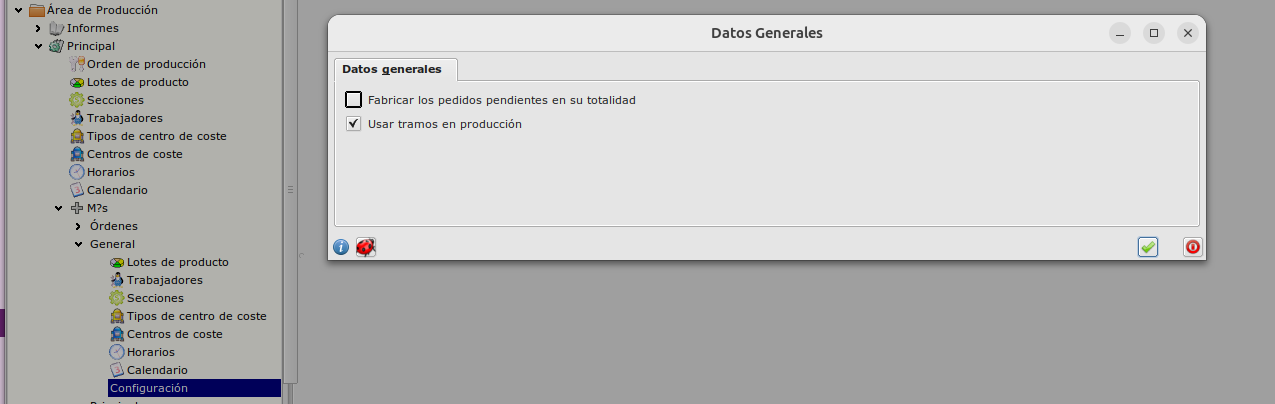 Área de Producción
Informes
Principal
Orden de producción
Lotes de producto
Secciones
Trabajadores
Tipos de centro de coste
Centros de coste
Horarios
Calendario
M?s
Órdenes
General
Lotes de producto
Trabajadores
Secciones
Tipos de centro de coste
Centros de coste
Horarios
Calendario
Configuración
Datos Generales
Datos generales
Fabricar los pedidos pendientes en su totalidad
Usar tramos en producción